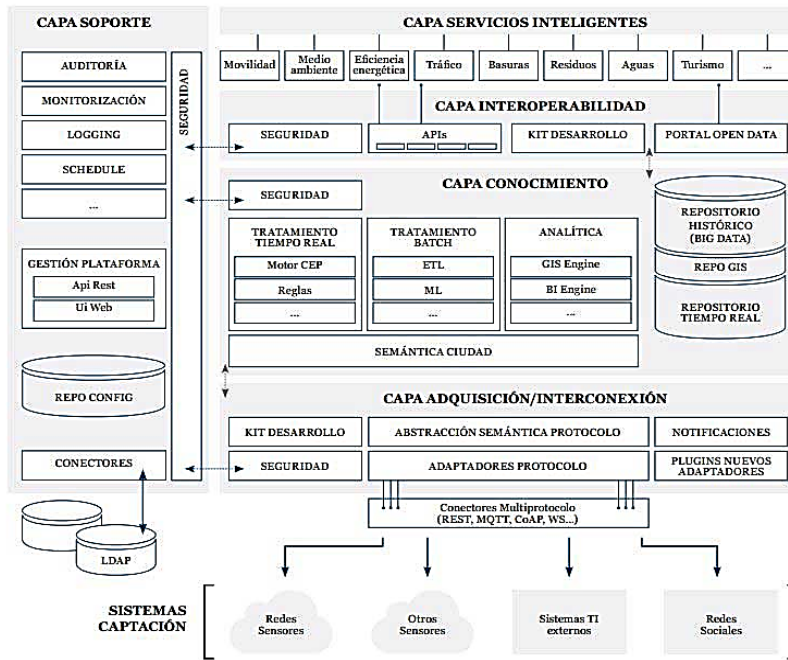 CAPA SOPORTE
AUDITORÍA
MONITORIZACIÓN
LOGGING
SCHEDULE
...
GESTIÓN PLATAFORMA
Api Rest
Ui Web
REPO CONFIG
CONECTORES
LDAP
SEGURIDAD
CAPA SERVICIOS INTELIGENTES
Movilidad
Medio
ambiente
Eficiencia
energética
Tráfico
Basuras
Residuos
Aguas
Turismo
...
CAPA INTEROPERABILIDAD
SEGURIDAD
APIs
KIT DESARROLLO
PORTAL OPEN DATA
CAPA CONOCIMIENTO
SEGURIDAD
TRATAMIENTO
TIEMPO REAL
Motor CEP
Reglas
...
TRATAMIENTO
BATCH
ETL
ML
...
ANALÍTICA
GIS Engine
BI Engine
...
SEMÁNTICA CIUDAD
REPOSITORIO
HISTÓRICO
(BIG DATA)
REPO GIS
REPOSITORIO
TIEMPO REAL
CAPA ADQUISICIÓN/INTERCONEXIÓN
KIT DESARROLLO
ABSTRACCIÓN SEMÁNTICA PROTOCOLO
NOTIFICACIONES
SEGURIDAD
ADAPTADORES PROTOCOLO
PLUGINS NUEVOS
ADAPTADORES
Conectores Multiprotocolo
(REST, MQTT, CoAP, WS...)
SISTEMAS
CAPTACIÓN
Redes
Sensores
Otros
Sensores
Sistemas TI
externos
Redes
Sociales